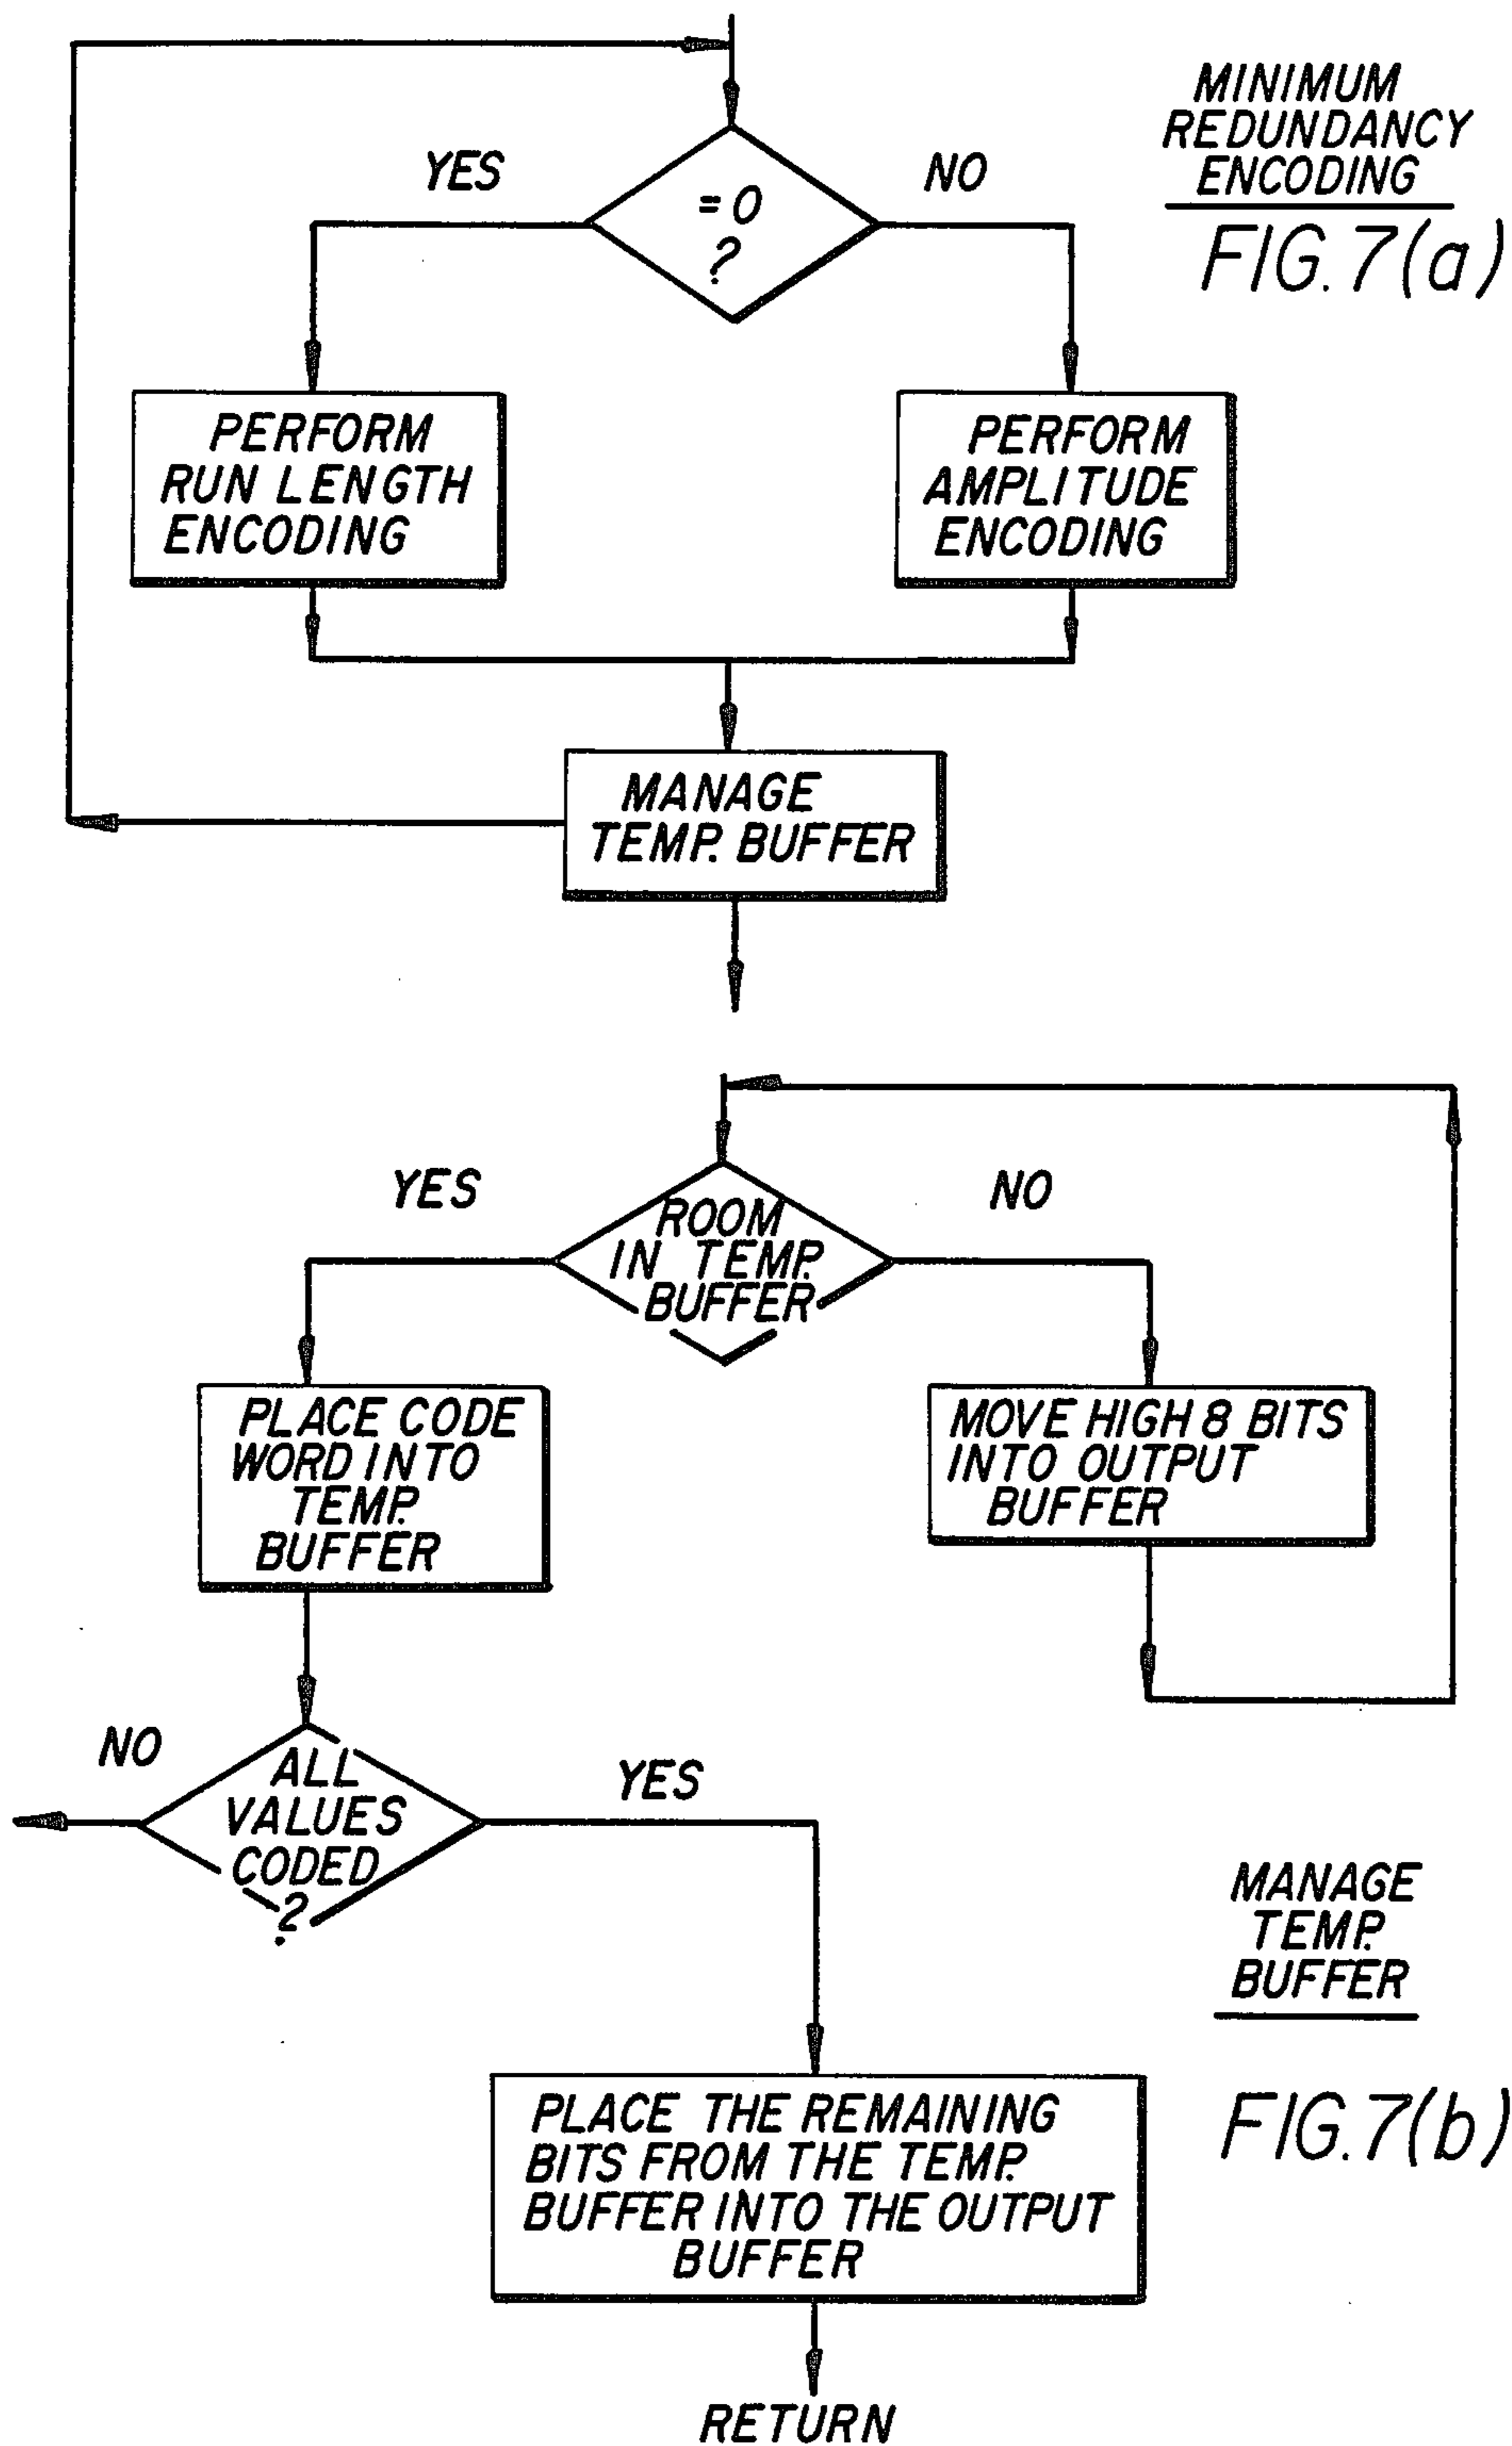 MINIMUM
REDUNDANCY
ENCODING
FIG. 7(a)
YES
NO
=0
?
PERFORM
RUN LENGTH
ENCODING
PERFORM
AMPLITUDE
ENCODING
MANAGE
TEMP. BUFFER
YES
NO
ROOM
IN TEMP.
BUFFER
PLACE CODE
WORD INTO
TEMP.
BUFFER
MOVE HIGH 8 BITS
INTO OUTPUT
BUFFER
NO
YES
ALL
VALUES
CODED
?
MANAGE
TEMP.
BUFFER
FIG. 7(b)
PLACE THE REMAINING
BITS FROM THE TEMP.
BUFFER INTO THE OUTPUT
BUFFER
RETURN